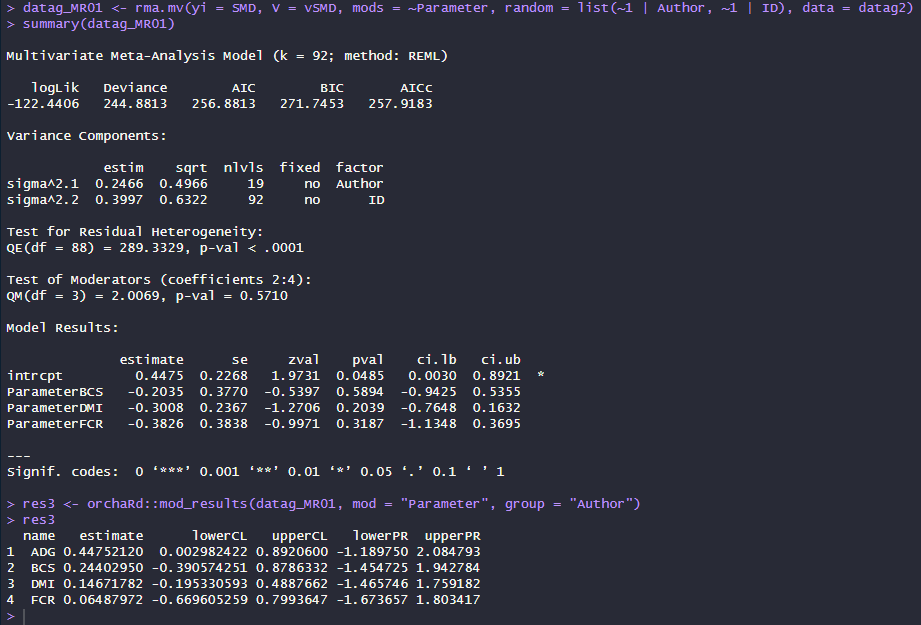 > datag_MR01 <- rma.mv(yi = SMD, V = vSMD, mods = ~Parameter, random = list(~1 | Author, ~1 | ID), data = datag2)
> summary(datag_MR01)
Multivariate Meta-Analysis Model (k = 92; method: REML)
logLik Deviance AIC BIC AICc
-122.4406 244.8813 256.8813 271.7453 257.9183
Variance Components:
estim sqrt nlvls fixed factor
sigma^2.1 0.2466 0.4966 19 no Author
sigma^2.2 0.3997 0.6322 92 no ID
Test for Residual Heterogeneity:
QE(df = 88) = 289.3329, p-val < .0001
Test of Moderators (coefficients 2:4):
QM(df = 3) = 2.0069, p-val = 0.5710
Model Results:
estimate se zval pval ci.lb ci.ub
intrcpt 0.4475 0.2268 1.9731 0.0485 0.0030 0.8921 *
ParameterBCS -0.2035 0.3770 -0.5397 0.5894 -0.9425 0.5355
ParameterDMI -0.3008 0.2367 -1.2706 0.2039 -0.7648 0.1632
ParameterFCR -0.3826 0.3838 -0.9971 0.3187 -1.1348 0.3695
---
Signif. codes: 0 ‘***’ 0.001 ‘**’ 0.01 ‘*’ 0.05 ‘.’ 0.1 ‘ ’ 1
> res3 <- orchaRd::mod_results(datag_MR01, mod = "Parameter", group = "Author")
> res3
name estimate lowerCL upperCL lowerPR upperPR
1 ADG 0.44752120 0.002982422 0.8920600 -1.189750 2.084793
2 BCS 0.24402950 -0.390574251 0.8786332 -1.454725 1.942784
3 DMI 0.14671782 -0.195330593 0.4887662 -1.465746 1.759182
4 FCR 0.06487972 -0.669605259 0.7993647 -1.673657 1.803417
>